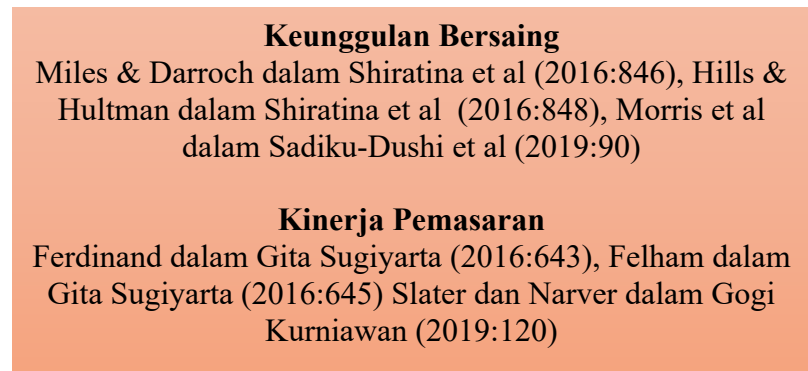 Keunggulan Bersaing
Miles & Darroch dalam Shiratina et al (2016:846), Hills &
Hultman dalam Shiratina et al (2016:848), Morris et al
dalam Sadiku-Dushi et al (2019:90)
Kinerja Pemasaran
Ferdinand dalam Gita Sugiyarta (2016:643), Felham dalam
Gita Sugiyarta (2016:645) Slater dan Narver dalam Gogi
Kurniawan (2019:120)